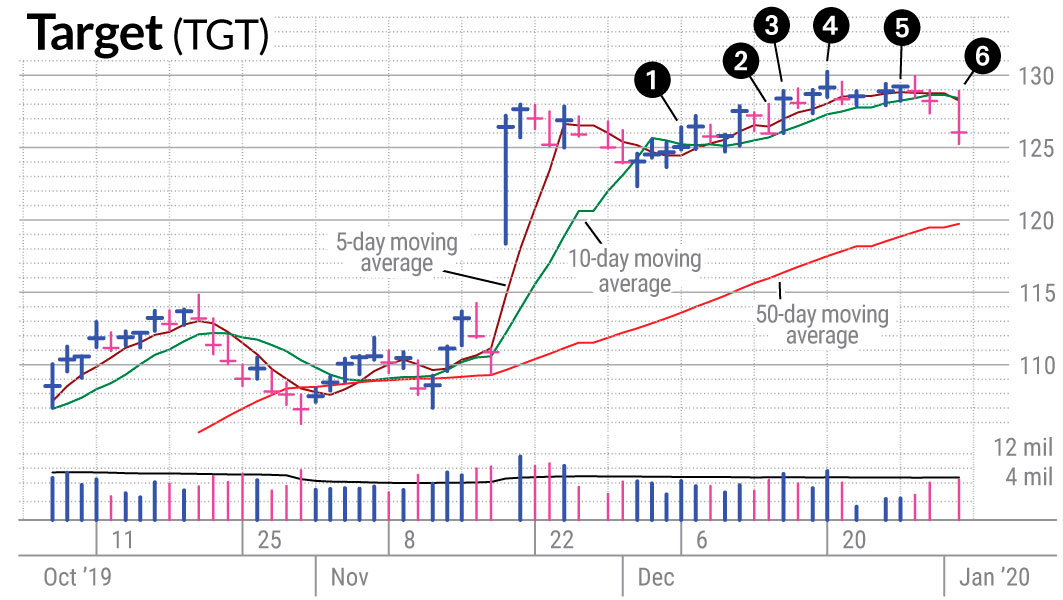 Target (TGT)
1
2
3
4
5
6
130
125
120
115
110
5-day moving
average
10-day moving
average
50-day moving
average
12 mil
4 mil
11
25
8
22
6
20
Oct ’19
Nov
Dec
Jan ’20